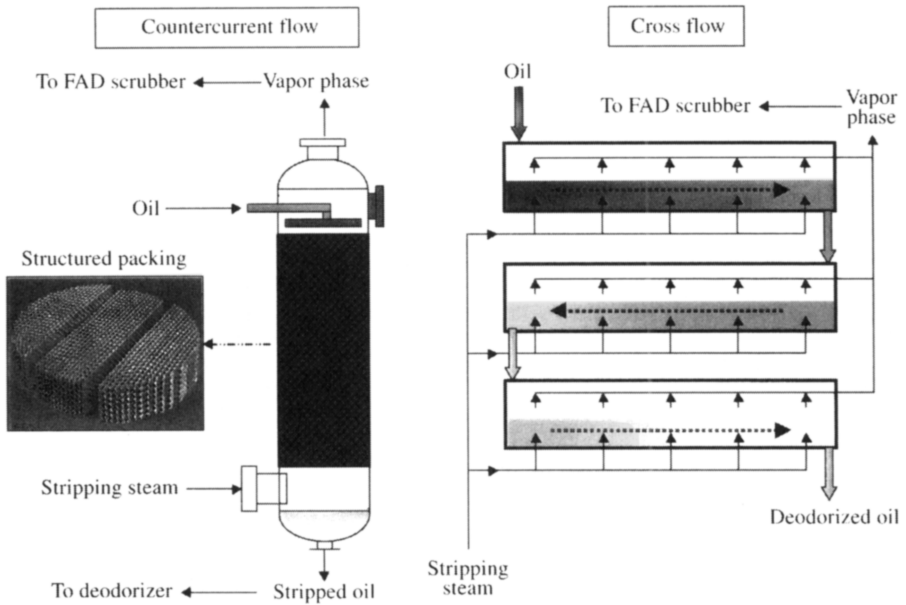 Countercurrent flow
To FAD scrubber
Vapor phase
Oil
Structured packing
Stripping steam
To deodorizer
Stripped oil
Cross flow
Oil
To FAD scrubber
Vapor
phase
Deodorized oil
Stripping
steam